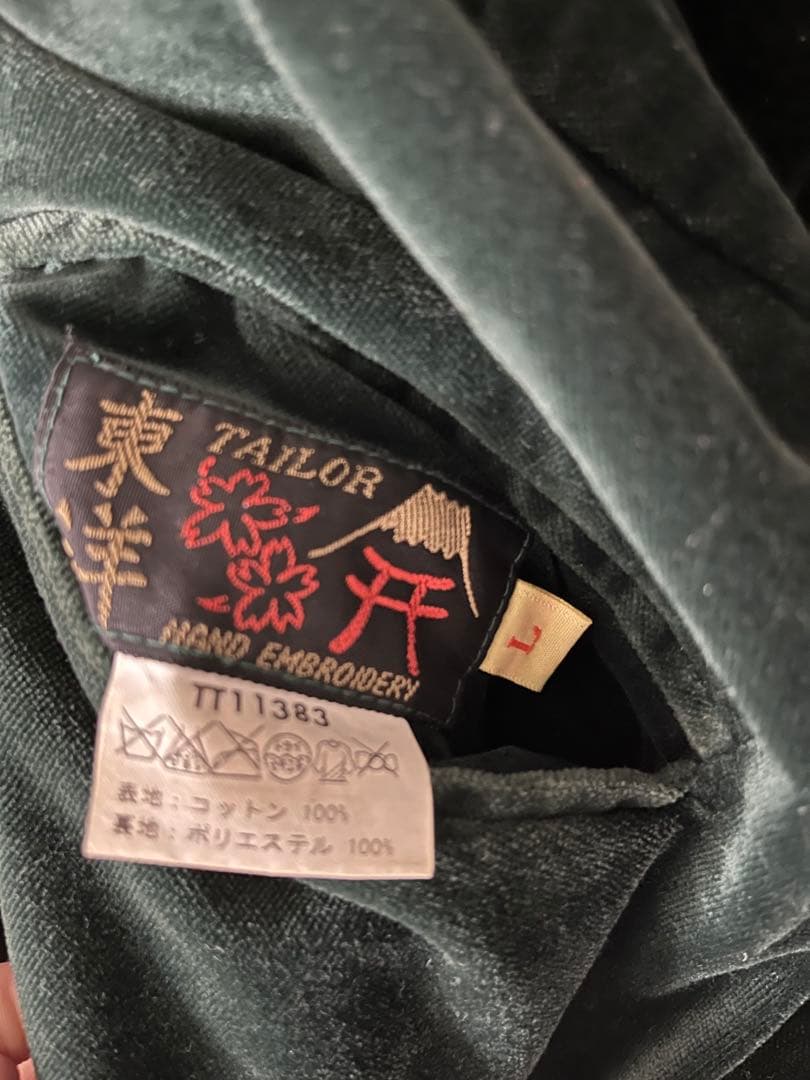 東洋
TAILOR
HAND EMBROIDERY
L
TT11383
表地：コットン 100%
裏地：ポリエステル 100%